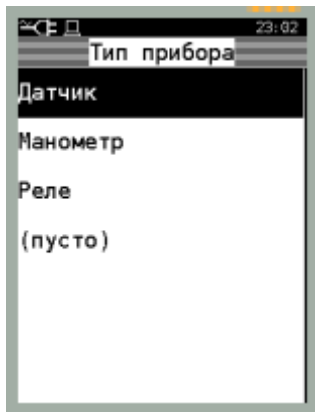 23:02
Тип прибора
Датчик
Манометр
Реле
(пусто)